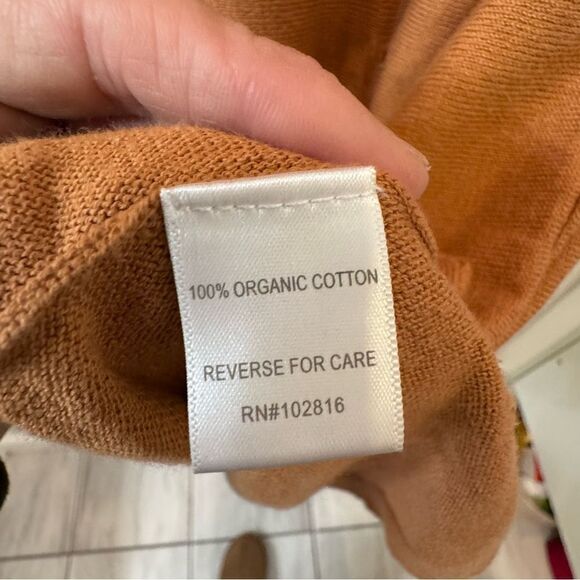 100% ORGANIC COTTON
REVERSE FOR CARE
RN#102816